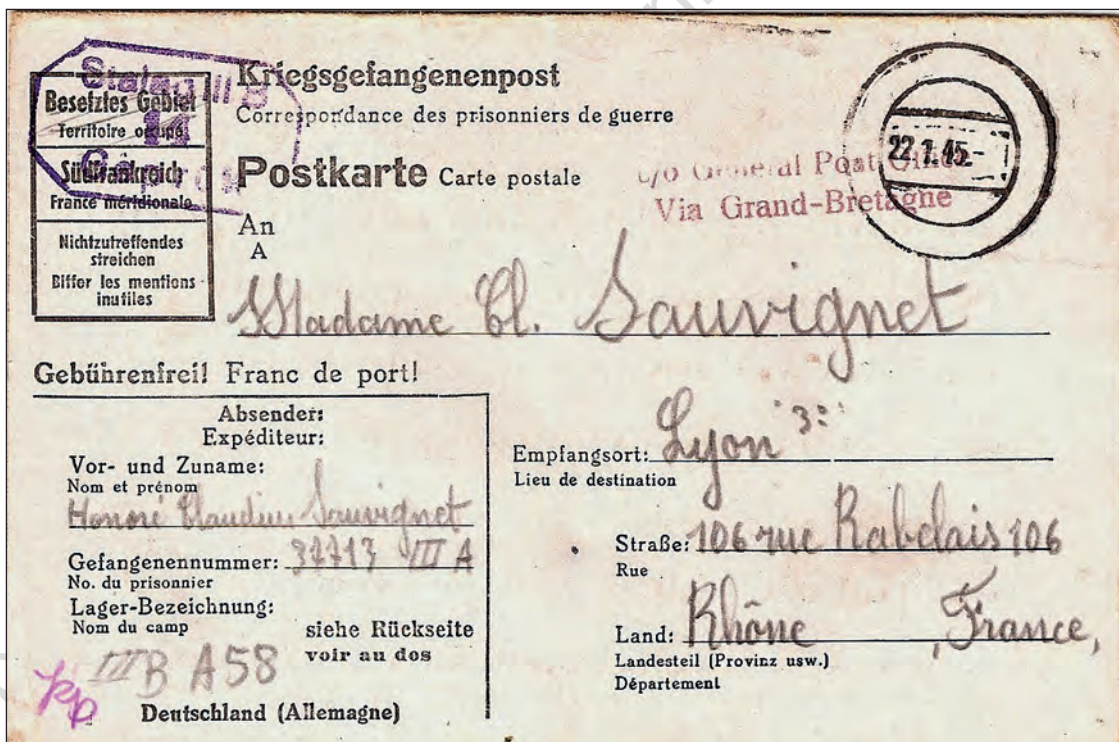 Stalag III B
14
Geprüft
Besetztes Gebiet
Territoire occupé
Südfrankreich
France méridionale
Nichtzutreffendes
streichen
Biffer les mentions
inutiles
Kriegsgefangenenpost
Correspondance des prisonniers de guerre
Postkarte Carte postale
c/o General Post Office
Via Grand-Bretagne
22.1.45.-
An
A
Madame Cl. Sauvignet
Gebührenfrei! Franc de port!
Absender:
Expéditeur:
Vor- und Zuname:
Nom et prénom
Honoré Claudius Sauvignet
Gefangenennummer: 37713 III A
No. du prisonnier
Lager-Bezeichnung:
Nom du camp
siehe Rückseite
voir au dos
III B A58
Deutschland (Allemagne)
Empfangsort: Lyon 3e
Lieu de destination
Straße: 106 rue Rabelais 106
Rue
Land: Rhône, France,
Landesteil (Provinz usw.)
Département